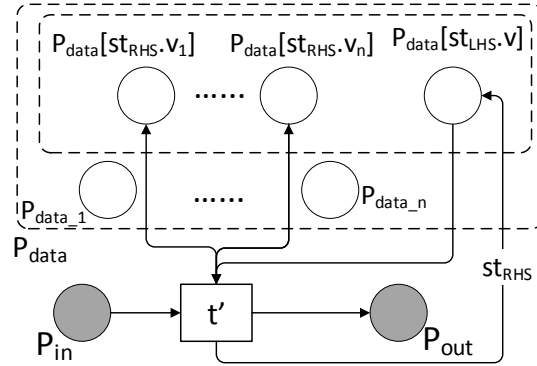 P_data[st_RHS.v_1] P_data[st_RHS.v_n] P_data[st_LHS.v]
......
......
P_data_1 P_data_n
P_data
st_RHS
t'
P_in P_out